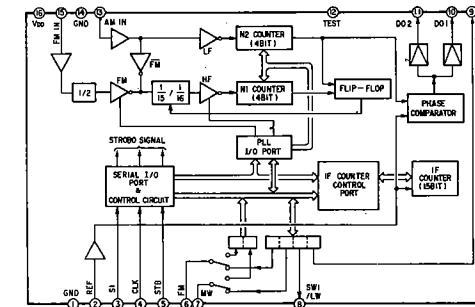 16 15 14 13 12 11 10 9
VDD
FM IN
GND
AM IN
TEST
DO2
DO1
LF
N2 COUNTER
(4BIT)
FM
FM
1/2
1/15 / 1/16
HF
N1 COUNTER
(4BIT)
FLIP-FLOP
PHASE
COMPARATOR
STROBO SIGNAL
PLL
I/O PORT
SERIAL I/O
PORT
&
CONTROL CIRCUIT
IF COUNTER
CONTROL
PORT
IF
COUNTER
(15BIT)
GND
REF
SI
CLK
STB
FM
MW
SW1
/LW
1 2 3 4 5 6 7 8